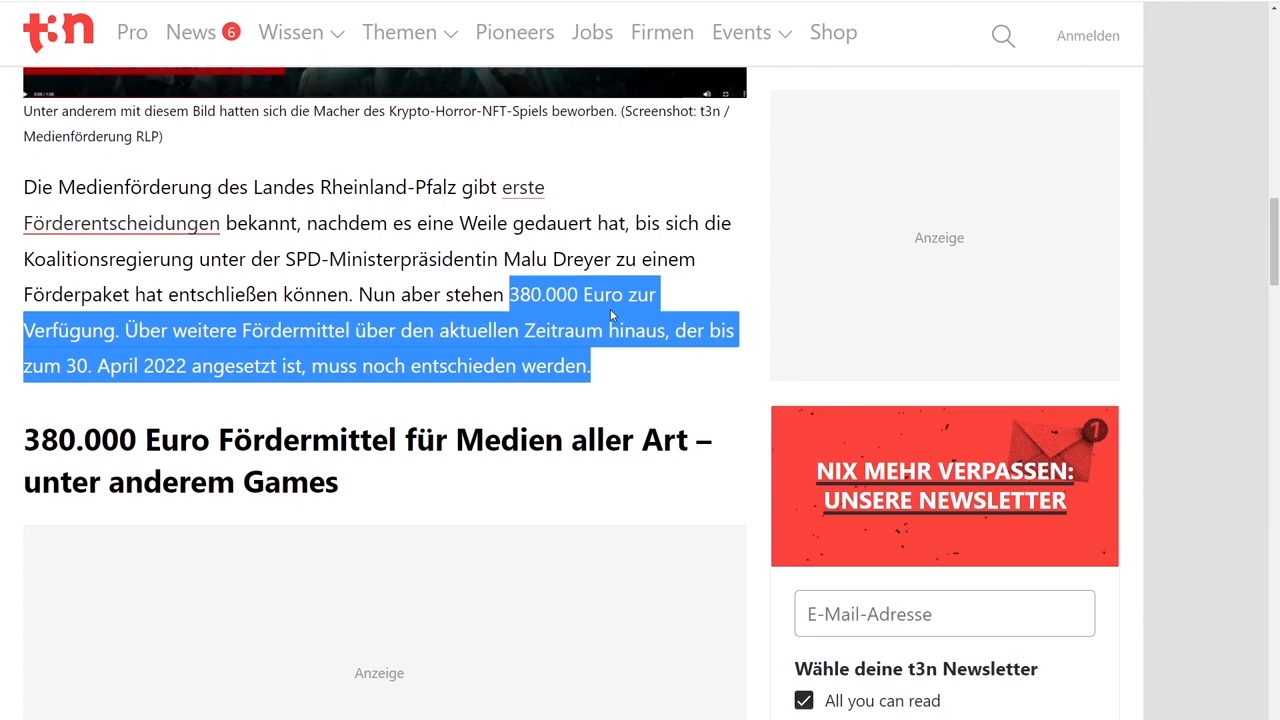 t3n Pro News 6 Wissen Themen Pioneers Jobs Firmen Events Shop Anmelden
Unter anderem mit diesem Bild hatten sich die Macher des Krypto-Horror-NFT-Spiels beworben. (Screenshot: t3n /
Medienförderung RLP)
Die Medienförderung des Landes Rheinland-Pfalz gibt erste
Förderentscheidungen bekannt, nachdem es eine Weile gedauert hat, bis sich die
Koalitionsregierung unter der SPD-Ministerpräsidentin Malu Dreyer zu einem
Förderpaket hat entschließen können. Nun aber stehen 380.000 Euro zur
Verfügung. Über weitere Fördermittel über den aktuellen Zeitraum hinaus, der bis
zum 30. April 2022 angesetzt ist, muss noch entschieden werden.
380.000 Euro Fördermittel für Medien aller Art –
unter anderem Games
Anzeige
Anzeige
1
NIX MEHR VERPASSEN:
UNSERE NEWSLETTER
E-Mail-Adresse
Wähle deine t3n Newsletter
All you can read